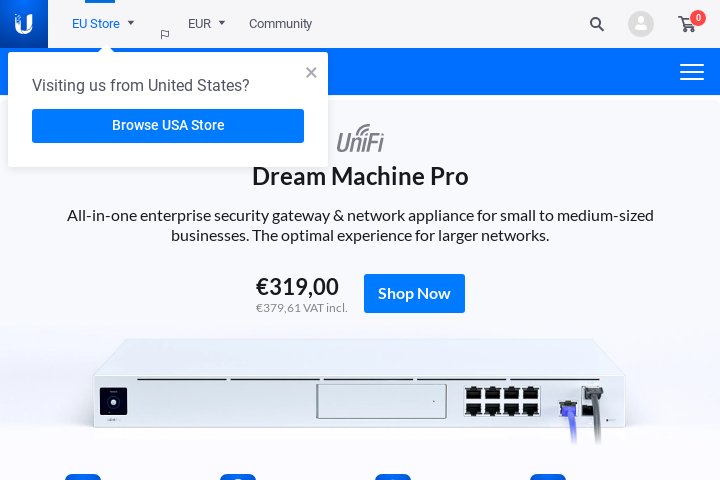 EU Store
EUR
Community
0
Visiting us from United States?
Browse USA Store
UniFi
Dream Machine Pro
All-in-one enterprise security gateway & network appliance for small to medium-sized
businesses. The optimal experience for larger networks.
€319,00
€379,61 VAT incl.
Shop Now